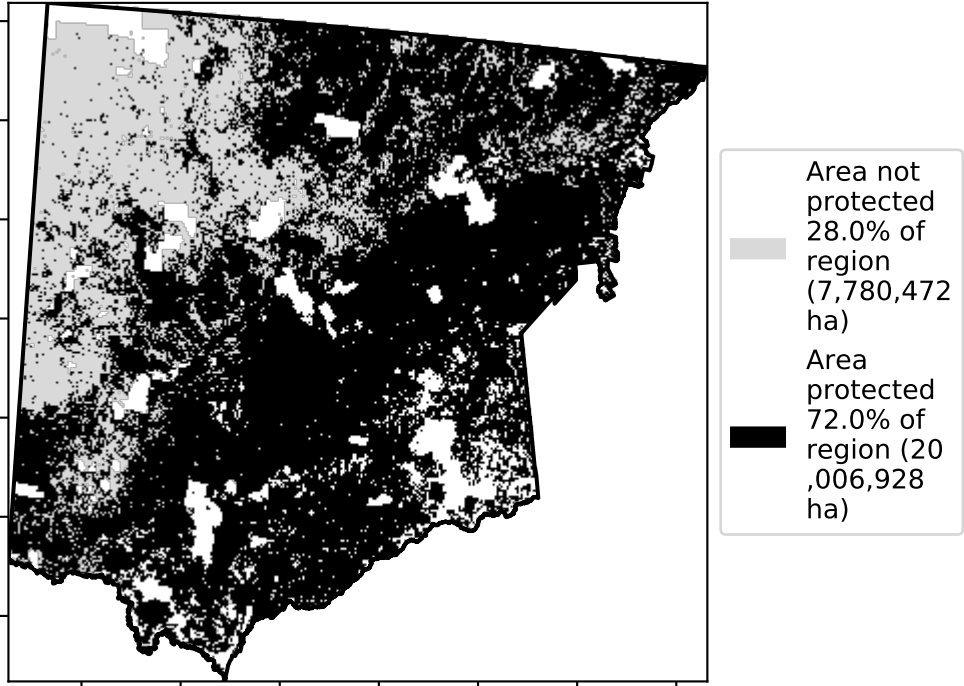 Area not
protected
28.0% of
region
(7,780,472
ha)
Area
protected
72.0% of
region (20
,006,928
ha)